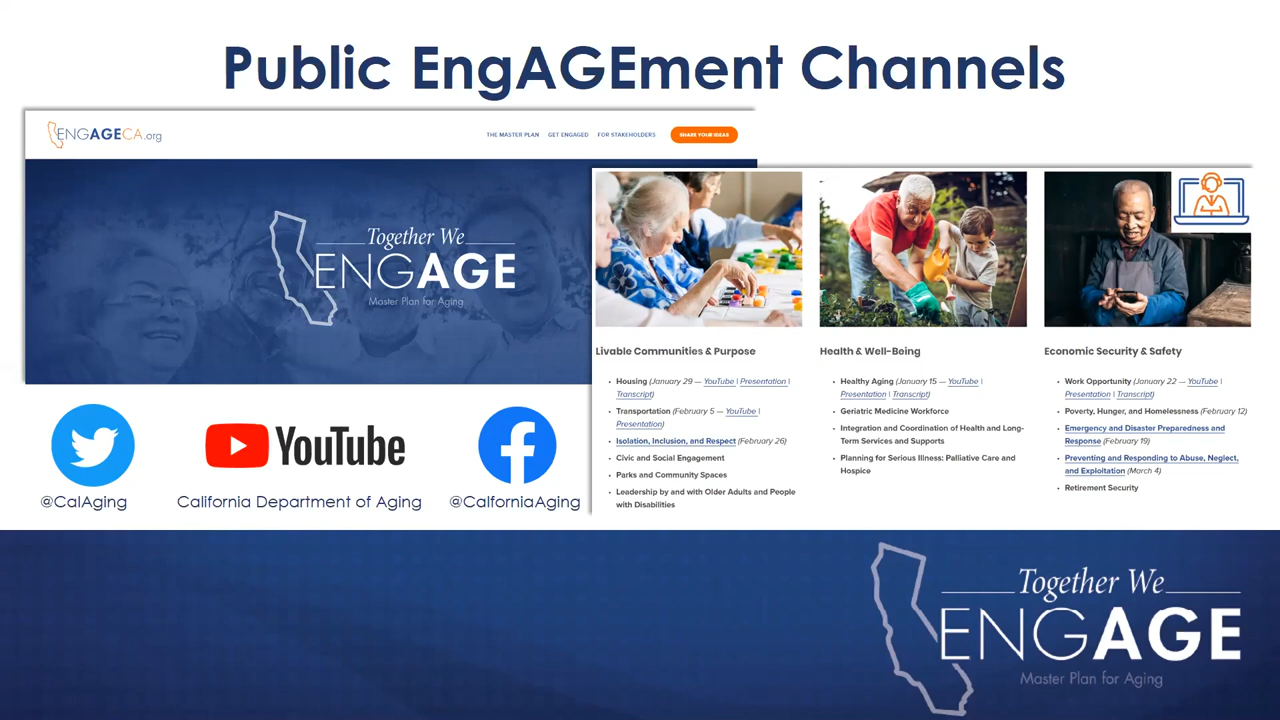 Public EngAGEment Channels
ENGAGECA.org
THE MASTER PLAN GET ENGAGED FOR STAKEHOLDERS SHARE YOUR IDEAS
Together We
ENGAGE
Master Plan for Aging
Livable Communities & Purpose
• Housing (January 29 — YouTube | Presentation |
Transcript)
• Transportation (February 5 — YouTube |
Presentation)
• Isolation, Inclusion, and Respect (February 26)
• Civic and Social Engagement
• Parks and Community Spaces
• Leadership by and with Older Adults and People
with Disabilities
Health & Well-Being
• Healthy Aging (January 15 — YouTube |
Presentation | Transcript)
• Geriatric Medicine Workforce
• Integration and Coordination of Health and Long-
Term Services and Supports
• Planning for Serious Illness: Palliative Care and
Hospice
Economic Security & Safety
• Work Opportunity (January 22 — YouTube |
Presentation | Transcript)
• Poverty, Hunger, and Homelessness (February 12)
• Emergency and Disaster Preparedness and
Response (February 19)
• Preventing and Responding to Abuse, Neglect,
and Exploitation (March 4)
• Retirement Security
YouTube
@CalAging
California Department of Aging
@CalforniaAging
Together We
ENGAGE
Master Plan for Aging